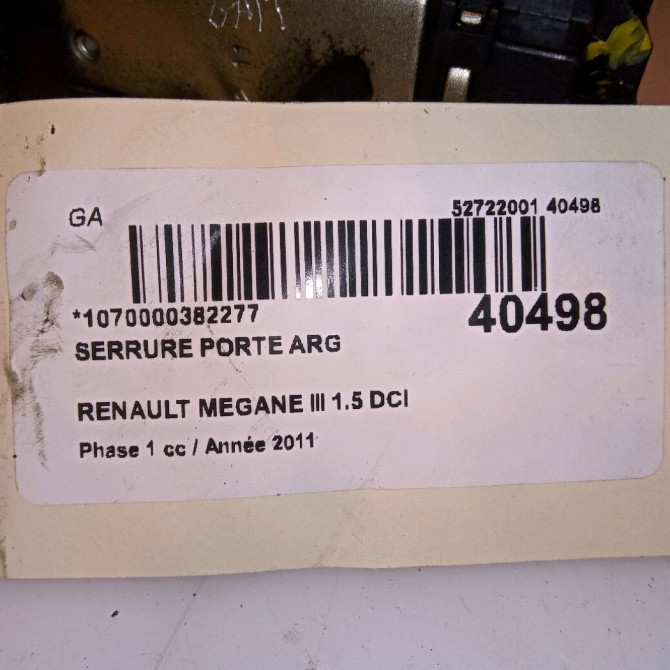 GA
52722001 40498
*1070000382277
40498
SERRURE PORTE ARG
RENAULT MEGANE III 1.5 DCI
Phase 1 cc / Année 2011